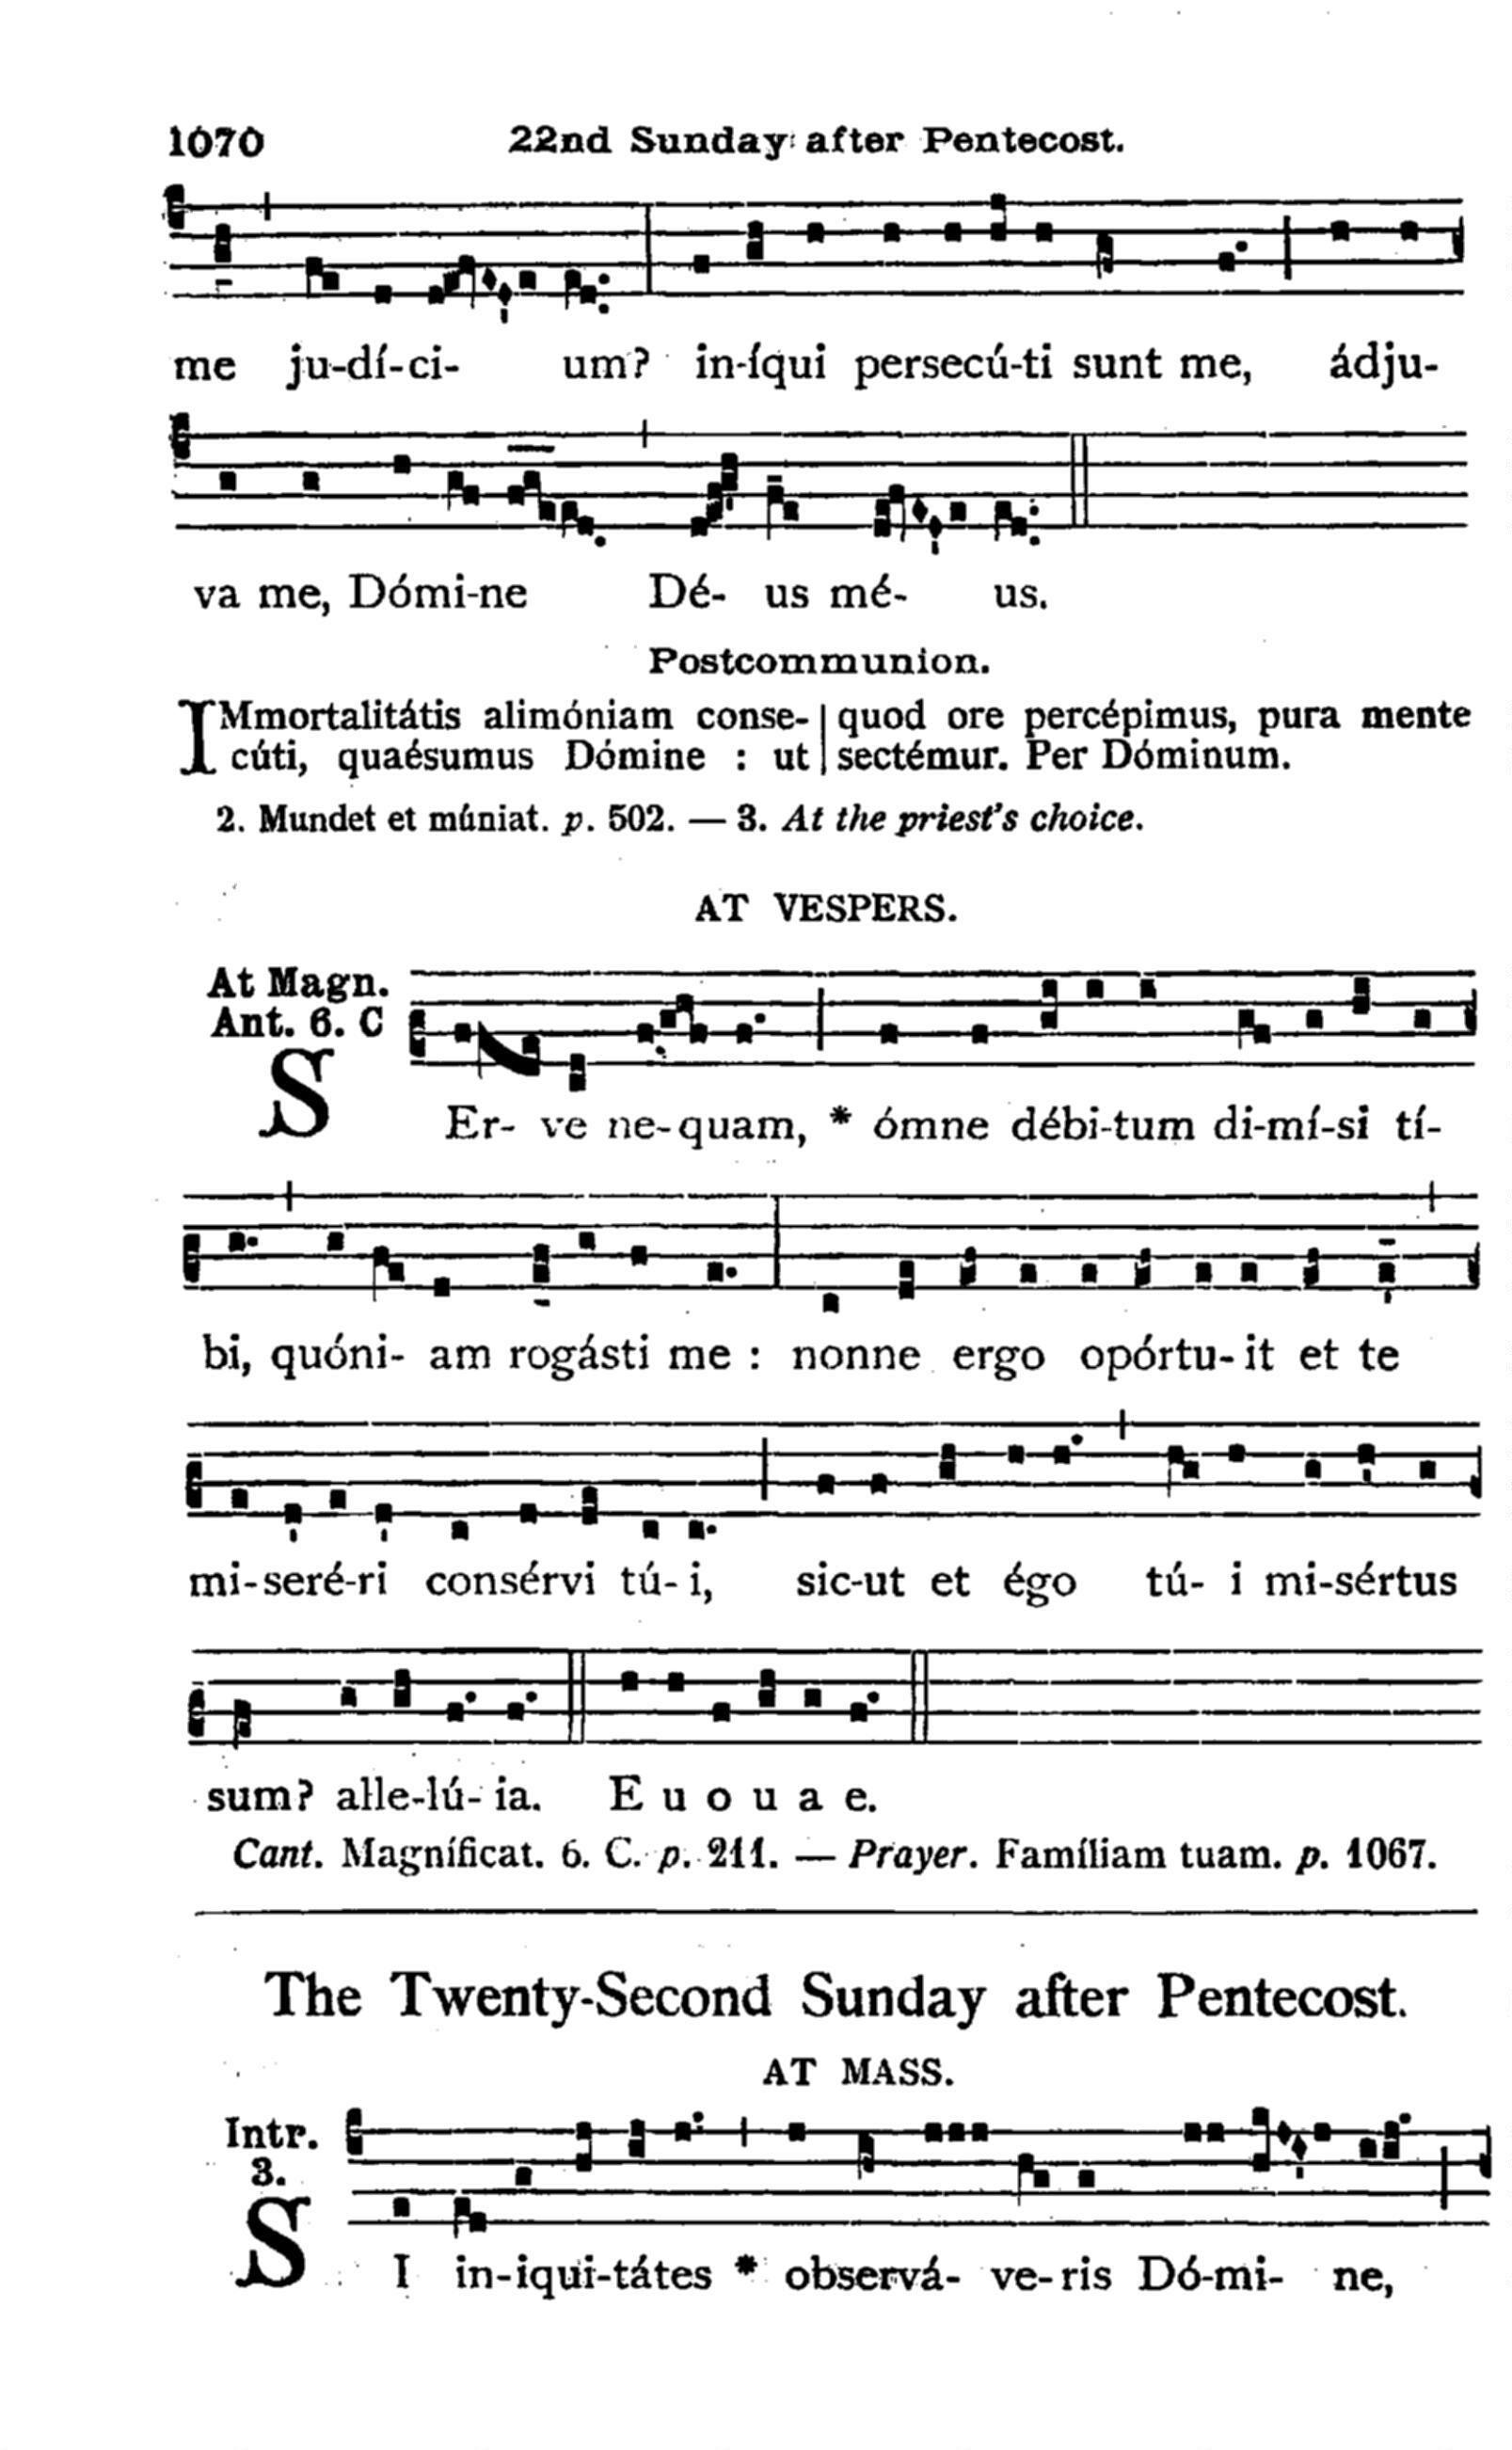 1070 22nd Sunday after Pentecost.
me ju-dí-ci- um? in-íqui persecú-ti sunt me, ádju-
va me, Dómi-ne Dé- us mé- us.
Postcommunion.
IMmortalitátis alimóniam conse-
cúti, quaésumus Dómine : ut
quod ore percépimus, pura mente
sectémur. Per Dóminum.
2. Mundet et múniat. p. 502. — 3. At the priest's choice.
AT VESPERS.
At Magn.
Ant. 6. C
SEr- ve ne-quam, * ómne débi-tum di-mí-si tí-
bi, quóni- am rogásti me : nonne ergo opórtu-it et te
mi-seré-ri consérvi tú- i, sic-ut et égo tú- i mi-sértus
sum? alle-lú- ia. E u o u a e.
Cant. Magníficat. 6. C. p. 211. — Prayer. Famíliam tuam. p. 1067.
The Twenty-Second Sunday after Pentecost.
AT MASS.
Intr.
3.
SI in-iqui-tátes * observá- ve-ris Dó-mi- ne,